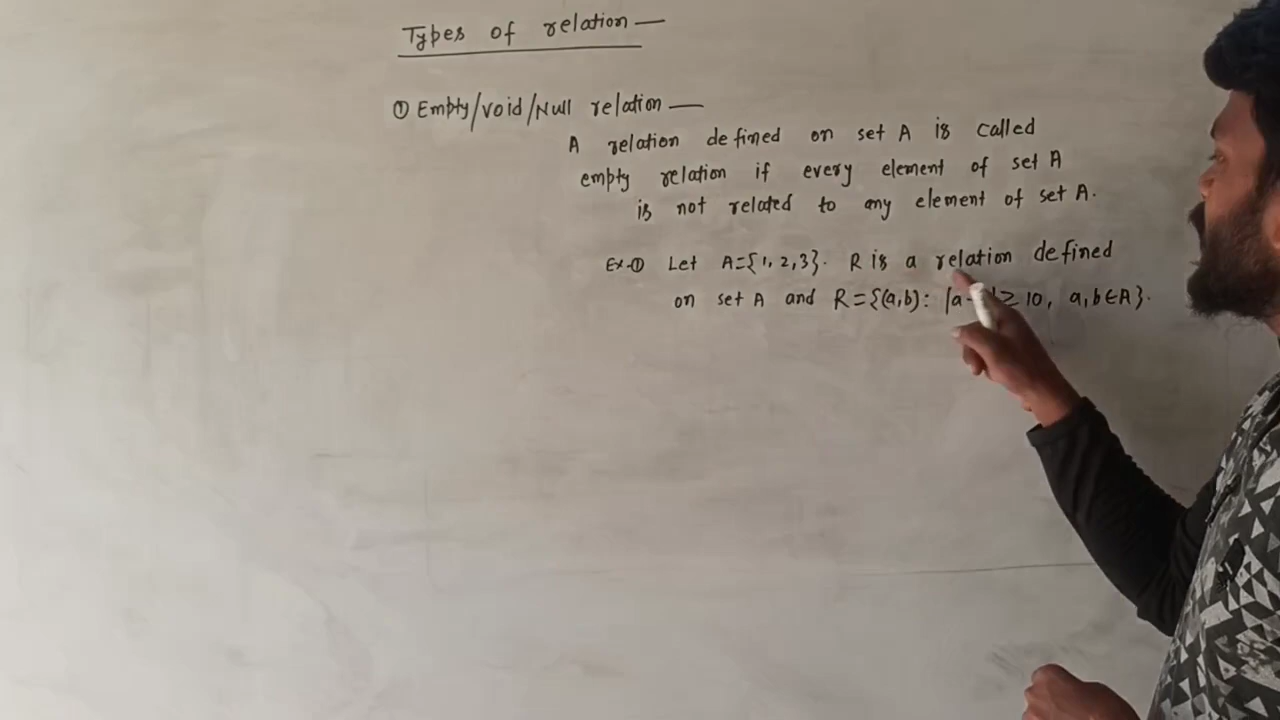 Types of relation —
① Empty/void/Null relation —
A relation defined on set A is called
empty relation if every element of set A
is not related to any element of set A.
Ex-① Let A={1, 2, 3}. R is a relation defined
on set A and R={(a,b): |a- | ≥ 10, a,b∈A}.